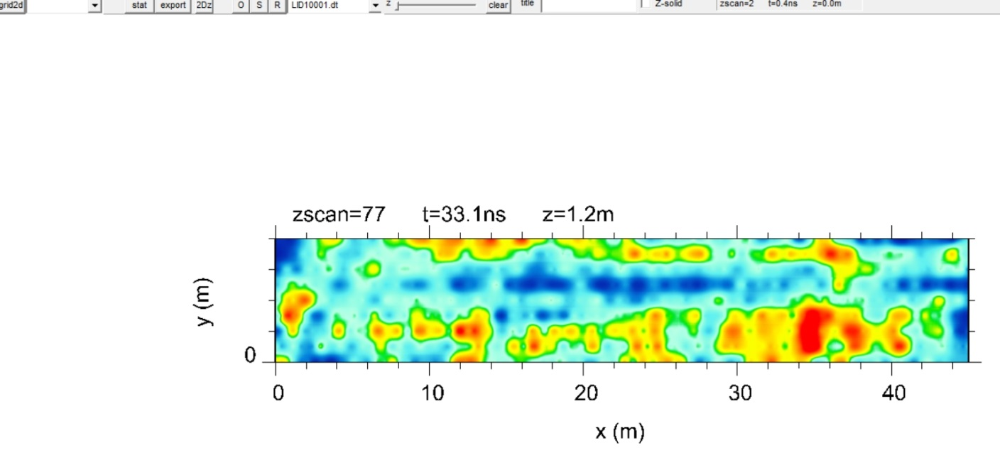 grid2d stat export 2Dz O S R LID10001.dt z clear title Z-solid zscan=2 t=0.4ns z=0.0m
zscan=77 t=33.1ns z=1.2m
y (m)
0
0 10 20 30 40
x (m)